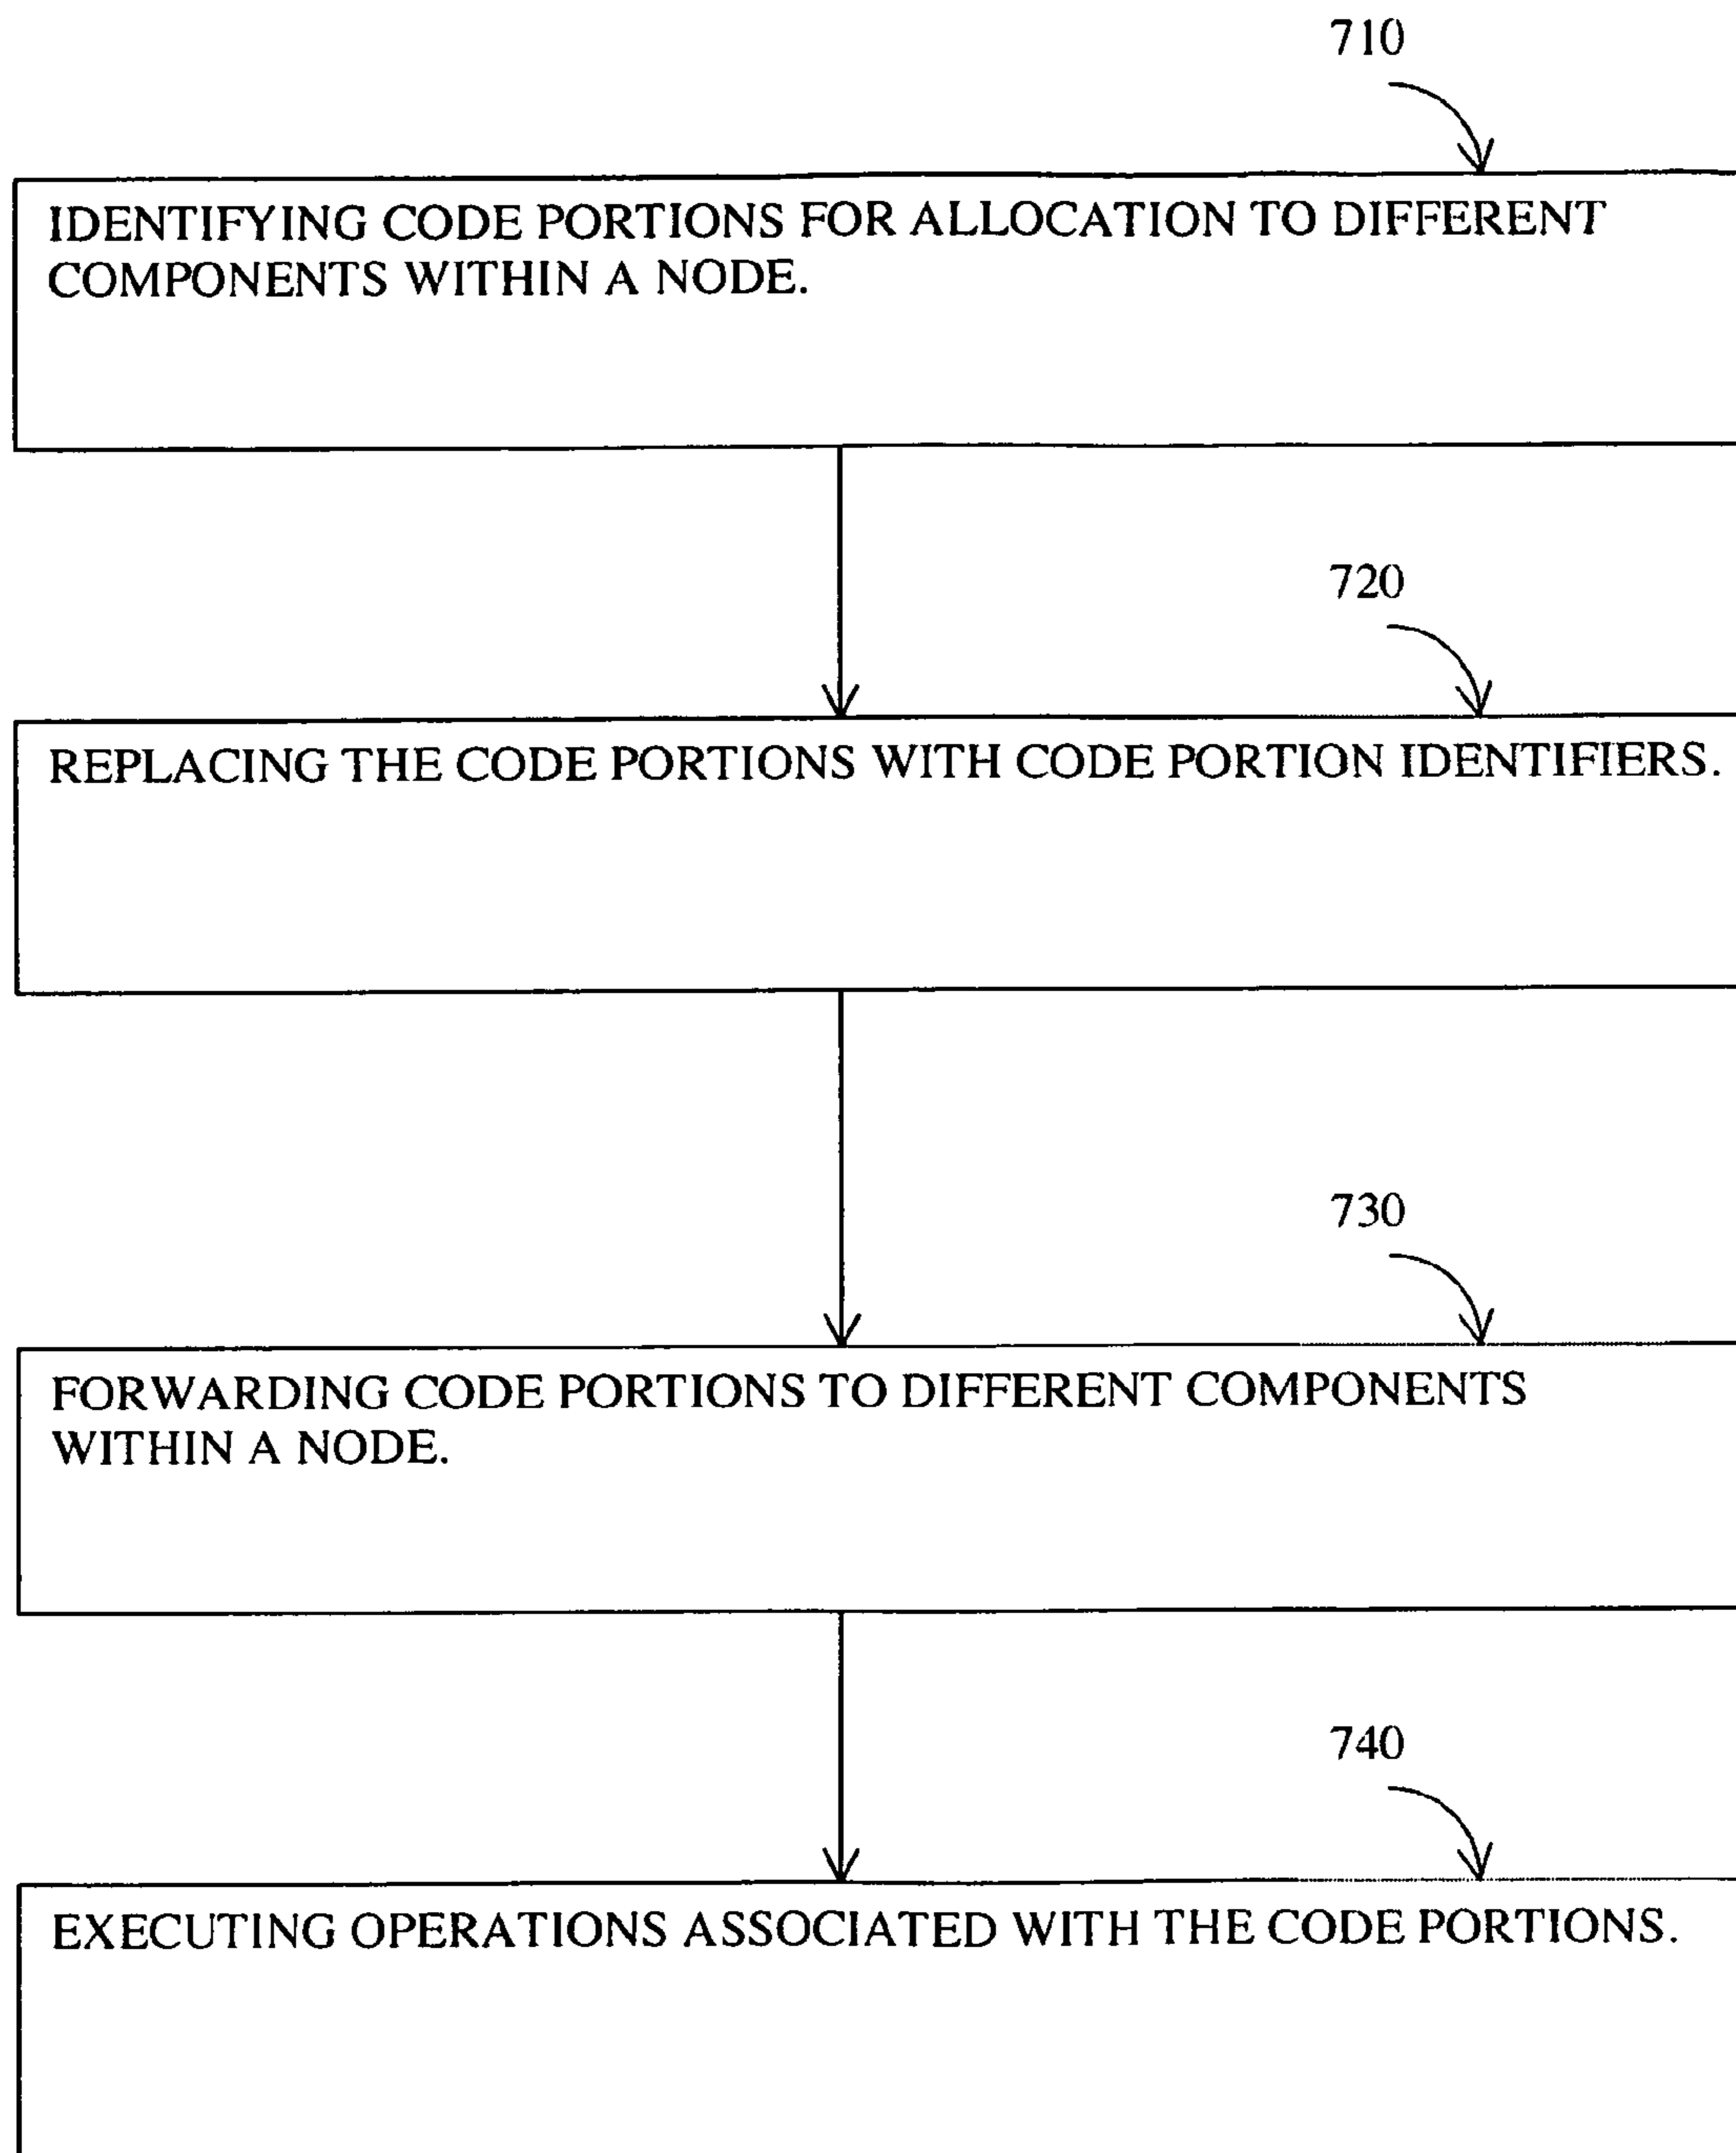 710
IDENTIFYING CODE PORTIONS FOR ALLOCATION TO DIFFERENT
COMPONENTS WITHIN A NODE.
720
REPLACING THE CODE PORTIONS WITH CODE PORTION IDENTIFIERS.
730
FORWARDING CODE PORTIONS TO DIFFERENT COMPONENTS
WITHIN A NODE.
740
EXECUTING OPERATIONS ASSOCIATED WITH THE CODE PORTIONS.